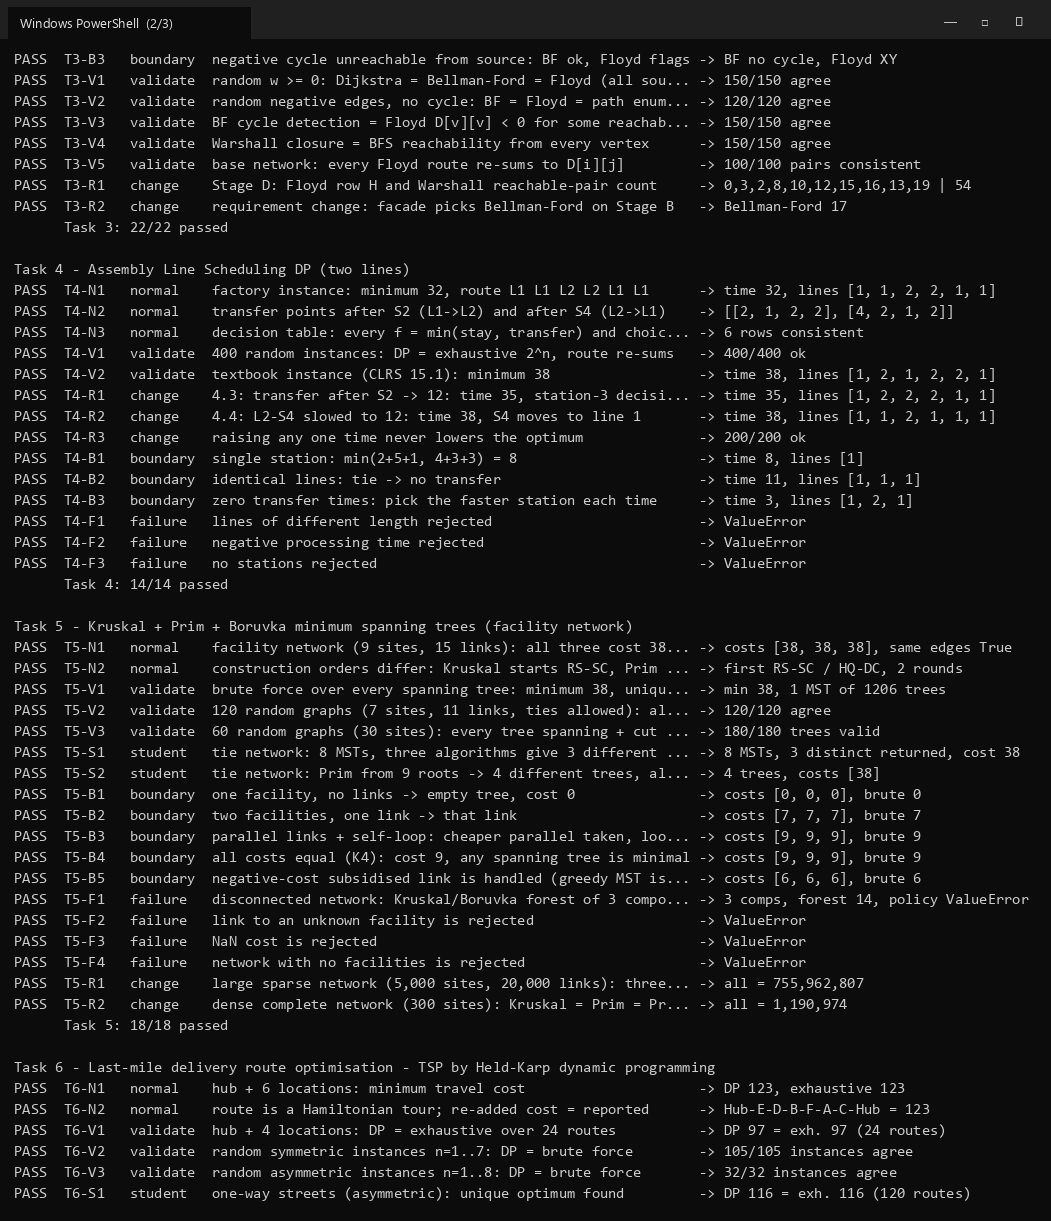 Windows PowerShell (2/3)
PASS T3-B3 boundary negative cycle unreachable from source: BF ok, Floyd flags -> BF no cycle, Floyd XY
PASS T3-V1 validate random w >= 0: Dijkstra = Bellman-Ford = Floyd (all sou... -> 150/150 agree
PASS T3-V2 validate random negative edges, no cycle: BF = Floyd = path enum... -> 120/120 agree
PASS T3-V3 validate BF cycle detection = Floyd D[v][v] < 0 for some reachab... -> 150/150 agree
PASS T3-V4 validate Warshall closure = BFS reachability from every vertex -> 150/150 agree
PASS T3-V5 validate base network: every Floyd route re-sums to D[i][j] -> 100/100 pairs consistent
PASS T3-R1 change Stage D: Floyd row H and Warshall reachable-pair count -> 0,3,2,8,10,12,15,16,13,19 | 54
PASS T3-R2 change requirement change: facade picks Bellman-Ford on Stage B -> Bellman-Ford 17
Task 3: 22/22 passed
Task 4 - Assembly Line Scheduling DP (two lines)
PASS T4-N1 normal factory instance: minimum 32, route L1 L1 L2 L2 L1 L1 -> time 32, lines [1, 1, 2, 2, 1, 1]
PASS T4-N2 normal transfer points after S2 (L1->L2) and after S4 (L2->L1) -> [[2, 1, 2, 2], [4, 2, 1, 2]]
PASS T4-N3 normal decision table: every f = min(stay, transfer) and choic... -> 6 rows consistent
PASS T4-V1 validate 400 random instances: DP = exhaustive 2^n, route re-sums -> 400/400 ok
PASS T4-V2 validate textbook instance (CLRS 15.1): minimum 38 -> time 38, lines [1, 2, 1, 2, 2, 1]
PASS T4-R1 change 4.3: transfer after S2 -> 12: time 35, station-3 decisi... -> time 35, lines [1, 2, 2, 2, 1, 1]
PASS T4-R2 change 4.4: L2-S4 slowed to 12: time 38, S4 moves to line 1 -> time 38, lines [1, 1, 2, 1, 1, 1]
PASS T4-R3 change raising any one time never lowers the optimum -> 200/200 ok
PASS T4-B1 boundary single station: min(2+5+1, 4+3+3) = 8 -> time 8, lines [1]
PASS T4-B2 boundary identical lines: tie -> no transfer -> time 11, lines [1, 1, 1]
PASS T4-B3 boundary zero transfer times: pick the faster station each time -> time 3, lines [1, 2, 1]
PASS T4-F1 failure lines of different length rejected -> ValueError
PASS T4-F2 failure negative processing time rejected -> ValueError
PASS T4-F3 failure no stations rejected -> ValueError
Task 4: 14/14 passed
Task 5 - Kruskal + Prim + Boruvka minimum spanning trees (facility network)
PASS T5-N1 normal facility network (9 sites, 15 links): all three cost 38... -> costs [38, 38, 38], same edges True
PASS T5-N2 normal construction orders differ: Kruskal starts RS-SC, Prim ... -> first RS-SC / HQ-DC, 2 rounds
PASS T5-V1 validate brute force over every spanning tree: minimum 38, uniqu... -> min 38, 1 MST of 1206 trees
PASS T5-V2 validate 120 random graphs (7 sites, 11 links, ties allowed): al... -> 120/120 agree
PASS T5-V3 validate 60 random graphs (30 sites): every tree spanning + cut ... -> 180/180 trees valid
PASS T5-S1 student tie network: 8 MSTs, three algorithms give 3 different ... -> 8 MSTs, 3 distinct returned, cost 38
PASS T5-S2 student tie network: Prim from 9 roots -> 4 different trees, al... -> 4 trees, costs [38]
PASS T5-B1 boundary one facility, no links -> empty tree, cost 0 -> costs [0, 0, 0], brute 0
PASS T5-B2 boundary two facilities, one link -> that link -> costs [7, 7, 7], brute 7
PASS T5-B3 boundary parallel links + self-loop: cheaper parallel taken, loo... -> costs [9, 9, 9], brute 9
PASS T5-B4 boundary all costs equal (K4): cost 9, any spanning tree is minimal -> costs [9, 9, 9], brute 9
PASS T5-B5 boundary negative-cost subsidised link is handled (greedy MST is... -> costs [6, 6, 6], brute 6
PASS T5-F1 failure disconnected network: Kruskal/Boruvka forest of 3 compo... -> 3 comps, forest 14, policy ValueError
PASS T5-F2 failure link to an unknown facility is rejected -> ValueError
PASS T5-F3 failure NaN cost is rejected -> ValueError
PASS T5-F4 failure network with no facilities is rejected -> ValueError
PASS T5-R1 change large sparse network (5,000 sites, 20,000 links): three... -> all = 755,962,807
PASS T5-R2 change dense complete network (300 sites): Kruskal = Prim = Pr... -> all = 1,190,974
Task 5: 18/18 passed
Task 6 - Last-mile delivery route optimisation - TSP by Held-Karp dynamic programming
PASS T6-N1 normal hub + 6 locations: minimum travel cost -> DP 123, exhaustive 123
PASS T6-N2 normal route is a Hamiltonian tour; re-added cost = reported -> Hub-E-D-B-F-A-C-Hub = 123
PASS T6-V1 validate hub + 4 locations: DP = exhaustive over 24 routes -> DP 97 = exh. 97 (24 routes)
PASS T6-V2 validate random symmetric instances n=1..7: DP = brute force -> 105/105 instances agree
PASS T6-V3 validate random asymmetric instances n=1..8: DP = brute force -> 32/32 instances agree
PASS T6-S1 student one-way streets (asymmetric): unique optimum found -> DP 116 = exh. 116 (120 routes)